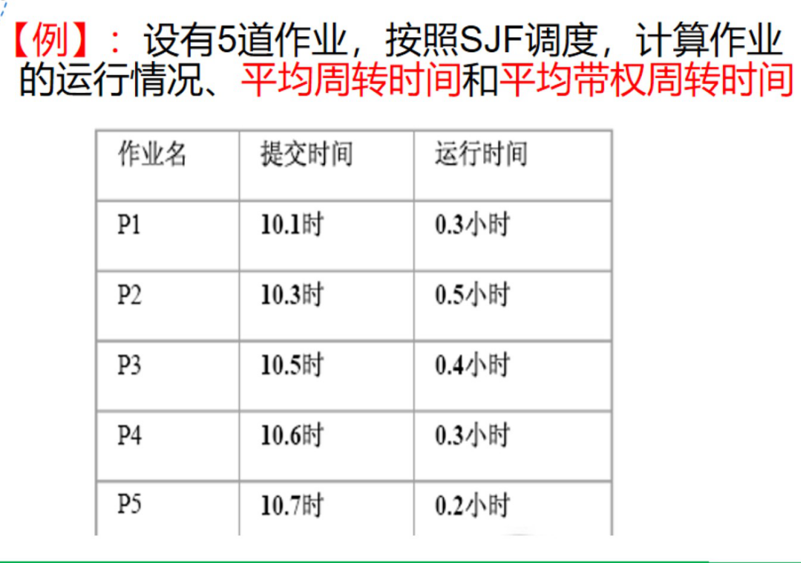 【例】：设有5道作业，按照SJF调度，计算作业
的运行情况、平均周转时间和平均带权周转时间
作业名 提交时间 运行时间
P1 10.1时 0.3小时
P2 10.3时 0.5小时
P3 10.5时 0.4小时
P4 10.6时 0.3小时
P5 10.7时 0.2小时